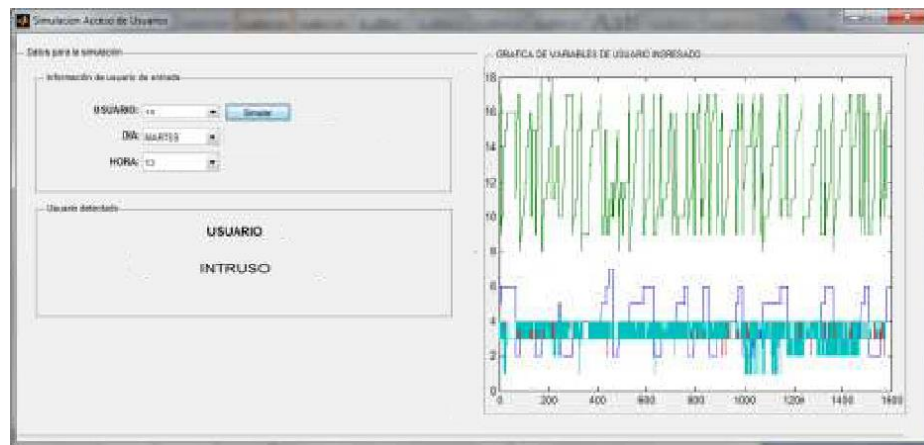 Simulacion Acceso de Usuarios
Datos para la simulación
Información de usuario de entrada
USUARIO:
Simular
DIA: MARTES
HORA:
Usuario detectado
USUARIO
INTRUSO
GRAFICA DE VARIABLES DE USUARIO INGRESADO
18
16
14
12
10
8
6
4
2
0
0 200 400 600 800 1000 1200 1400 1600